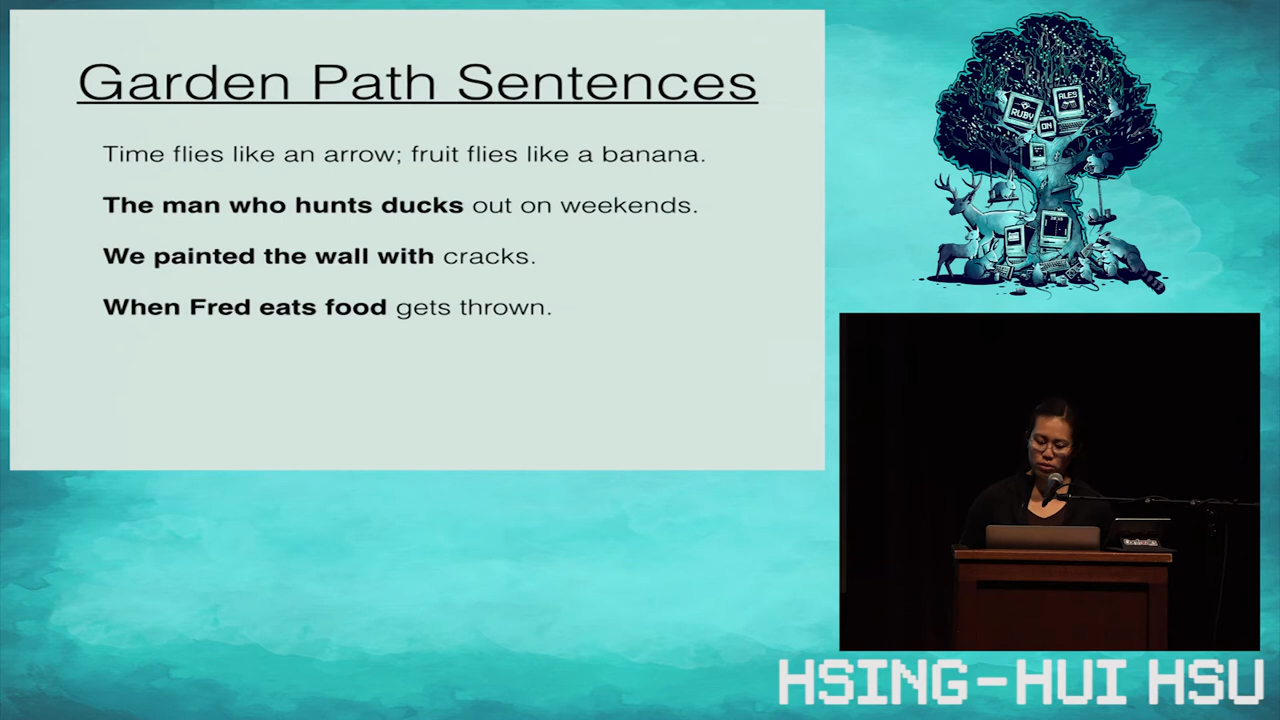 Garden Path Sentences
Time flies like an arrow; fruit flies like a banana.
The man who hunts ducks out on weekends.
We painted the wall with cracks.
When Fred eats food gets thrown.
RUBY
ON
ALES
HSING-HUI HSU